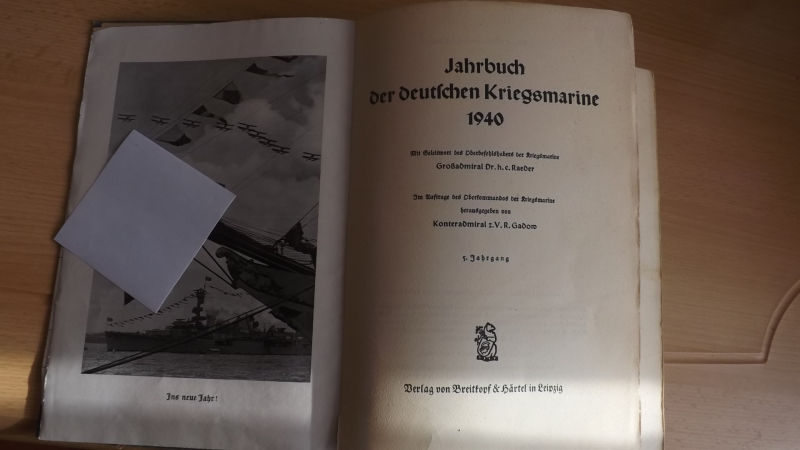 Ins neue Jahr!
Jahrbuch
der deutschen Kriegsmarine
1940
Mit Geleitwort des Oberbefehlshabers der Kriegsmarine
Großadmiral Dr. h. c. Raeder
Im Auftrage des Oberkommandos der Kriegsmarine
herausgegeben von
Konteradmiral z. V. R. Gadow
5. Jahrgang
Verlag von Breitkopf & Härtel in Leipzig